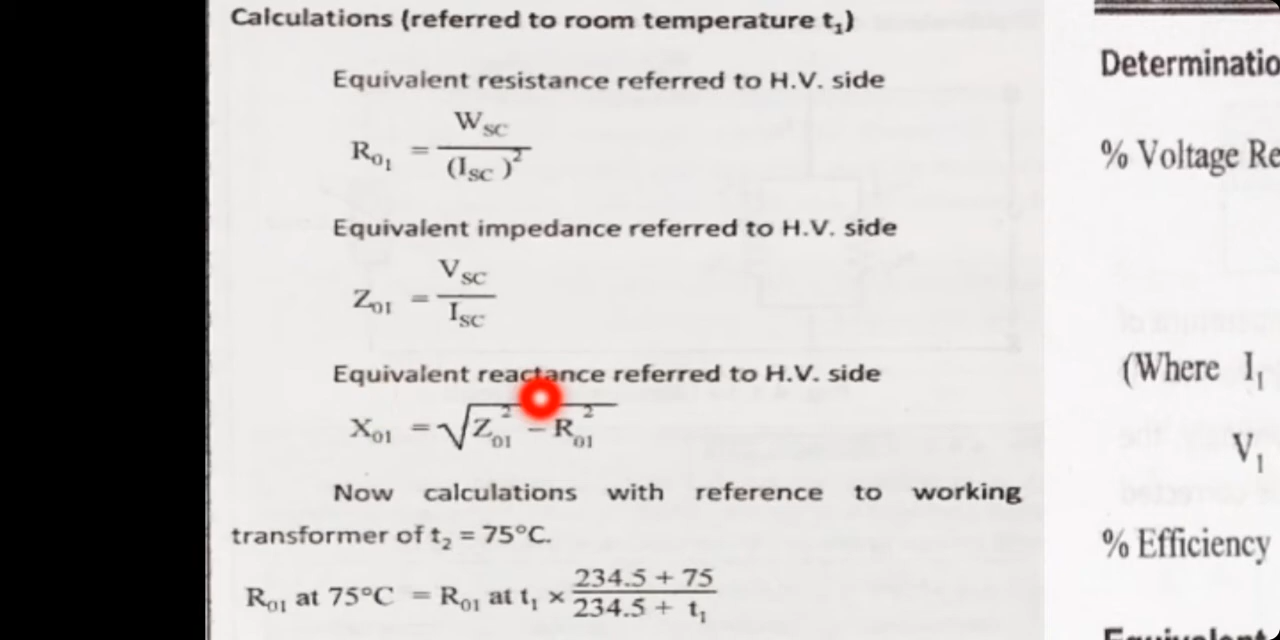 Calculations (referred to room temperature t₁)
Equivalent resistance referred to H.V. side
R₀₁ = W_SC / (I_SC)²
Equivalent impedance referred to H.V. side
Z₀₁ = V_SC / I_SC
Equivalent reactance referred to H.V. side
X₀₁ = √(Z₀₁² – R₀₁²)
Now calculations with reference to working
transformer of t₂ = 75°C.
R₀₁ at 75°C = R₀₁ at t₁ × (234.5 + 75) / (234.5 + t₁)
Determinatio
% Voltage Re
(Where I₁
V₁
% Efficiency
Equivalent